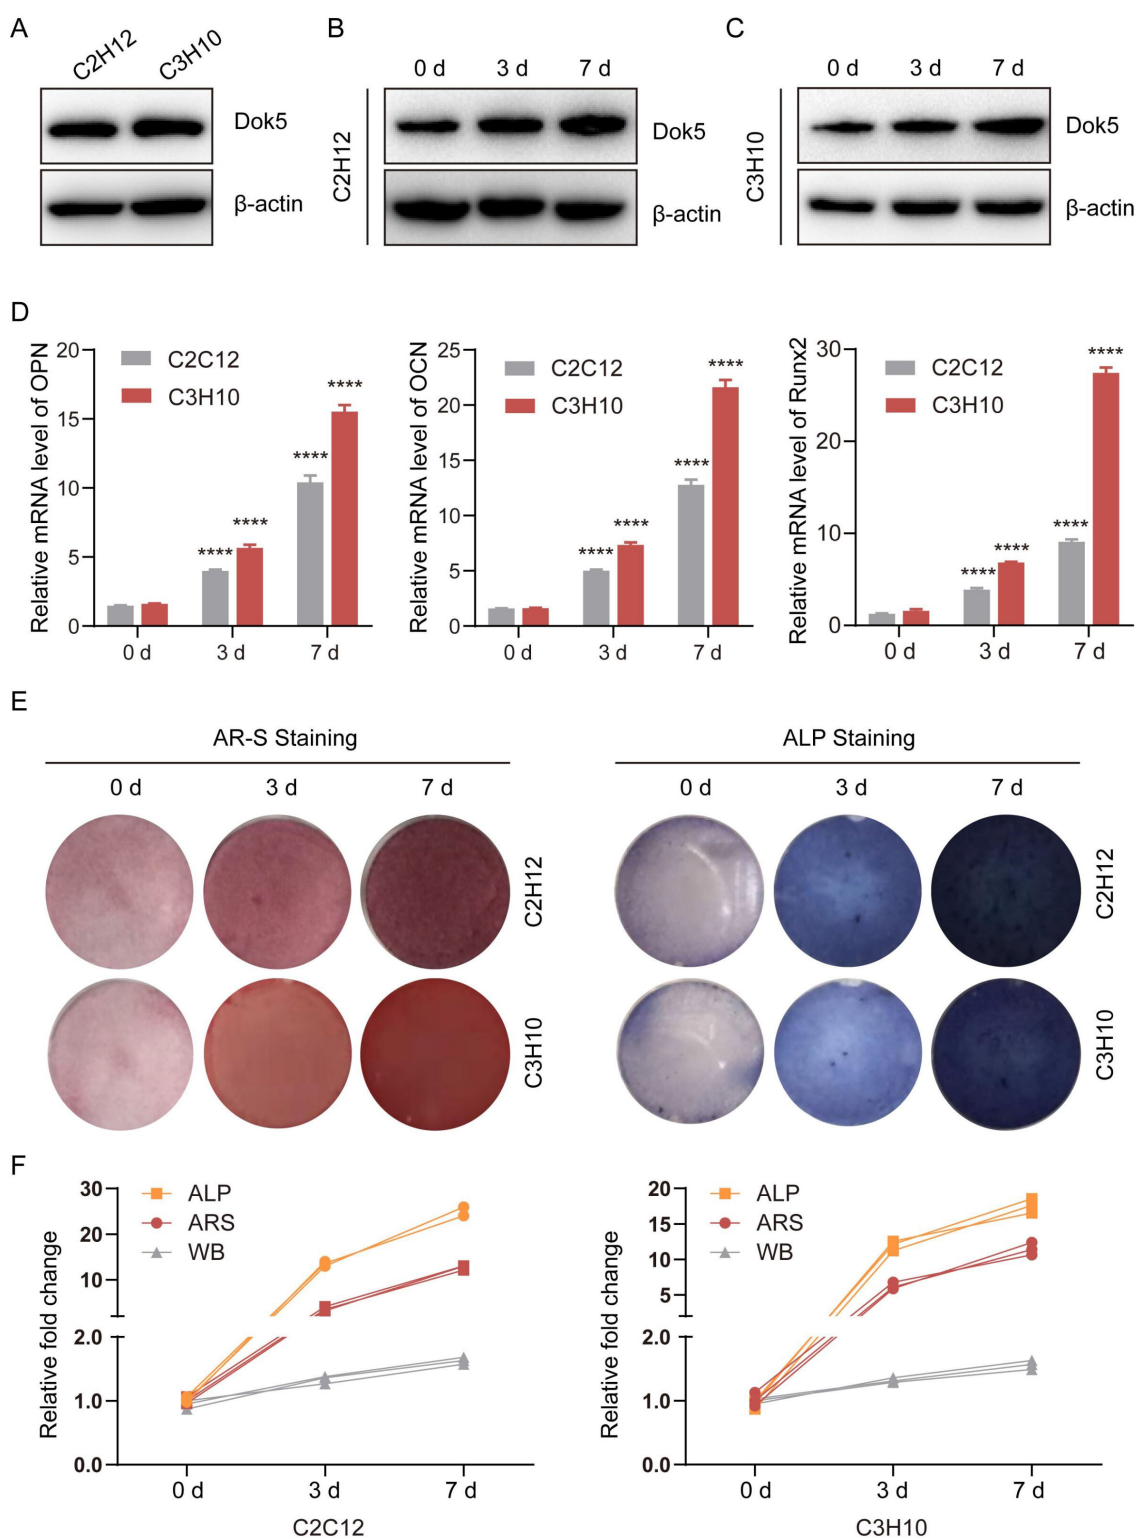 A
C2H12 C3H10
Dok5
β-actin
B
0 d 3 d 7 d
C2H12
Dok5
β-actin
C
0 d 3 d 7 d
C3H10
Dok5
β-actin
D
Relative mRNA level of OPN
20
15
10
5
0
C2C12
C3H10
**** ****
**** ****
0 d 3 d 7 d
Relative mRNA level of OCN
25
20
15
10
5
0
C2C12
C3H10
**** ****
**** ****
0 d 3 d 7 d
Relative mRNA level of Runx2
30
20
10
0
C2C12
C3H10
**** ****
**** ****
0 d 3 d 7 d
E
AR-S Staining
0 d 3 d 7 d
C2H12
C3H10
ALP Staining
0 d 3 d 7 d
C2H12
C3H10
F
Relative fold change
30
20
10
2.0
1.0
0.0
ALP
ARS
WB
0 d 3 d 7 d
C2C12
Relative fold change
20
15
10
5
2.0
1.0
0.0
ALP
ARS
WB
0 d 3 d 7 d
C3H10